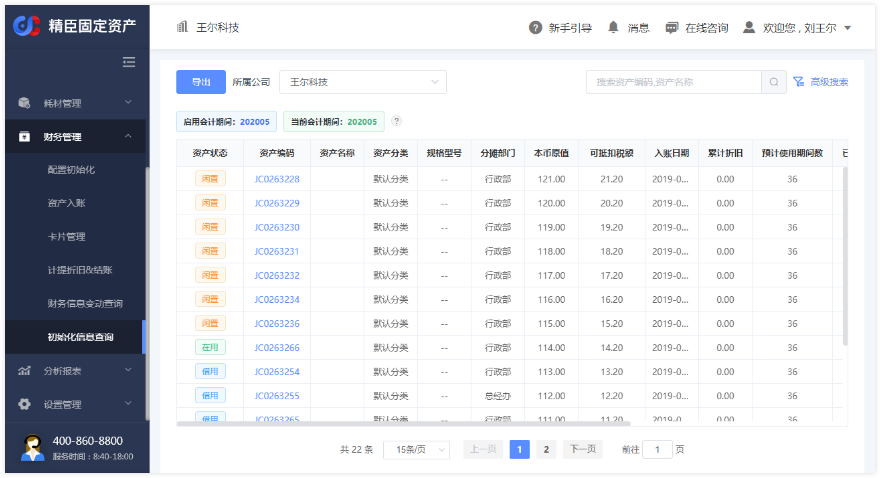 精臣固定资产
王尔科技
新手引导
消息
在线咨询
欢迎您，刘王尔
耗材管理
财务管理
配置初始化
资产入账
卡片管理
计提折旧&结账
财务信息变动查询
初始化信息查询
分析报表
设置管理
400-860-8800
服务时间：8:40-18:00
导出 所属公司 王尔科技 搜索资产编码,资产名称 高级搜索
启用会计期间：202005 当前会计期间：202005 ?
资产状态 资产编码 资产名称 资产分类 规格型号 分摊部门 本币原值 可抵扣税额 入账日期 累计折旧 预计使用期间数 已
闲置 JC0263228 默认分类 -- 行政部 121.00 21.20 2019-0... 0.00 36
闲置 JC0263229 默认分类 -- 行政部 120.00 20.20 2019-0... 0.00 36
闲置 JC0263230 默认分类 -- 行政部 119.00 19.20 2019-0... 0.00 36
闲置 JC0263231 默认分类 -- 行政部 118.00 18.20 2019-0... 0.00 36
闲置 JC0263232 默认分类 -- 行政部 117.00 17.20 2019-0... 0.00 36
闲置 JC0263234 默认分类 -- 行政部 116.00 16.20 2019-0... 0.00 36
闲置 JC0263236 默认分类 -- 行政部 115.00 15.20 2019-0... 0.00 36
在用 JC0263266 默认分类 -- 行政部 114.00 14.20 2019-0... 0.00 36
借用 JC0263254 默认分类 -- 行政部 113.00 13.20 2019-0... 0.00 36
借用 JC0263255 默认分类 -- 总经办 112.00 12.20 2019-0... 0.00 36
借用 JC0263265 默认分类 -- 行政部 111.00 11.20 2019-0... 0.00 36
共 22 条 15条/页 上一页 1 2 下一页 前往 1 页